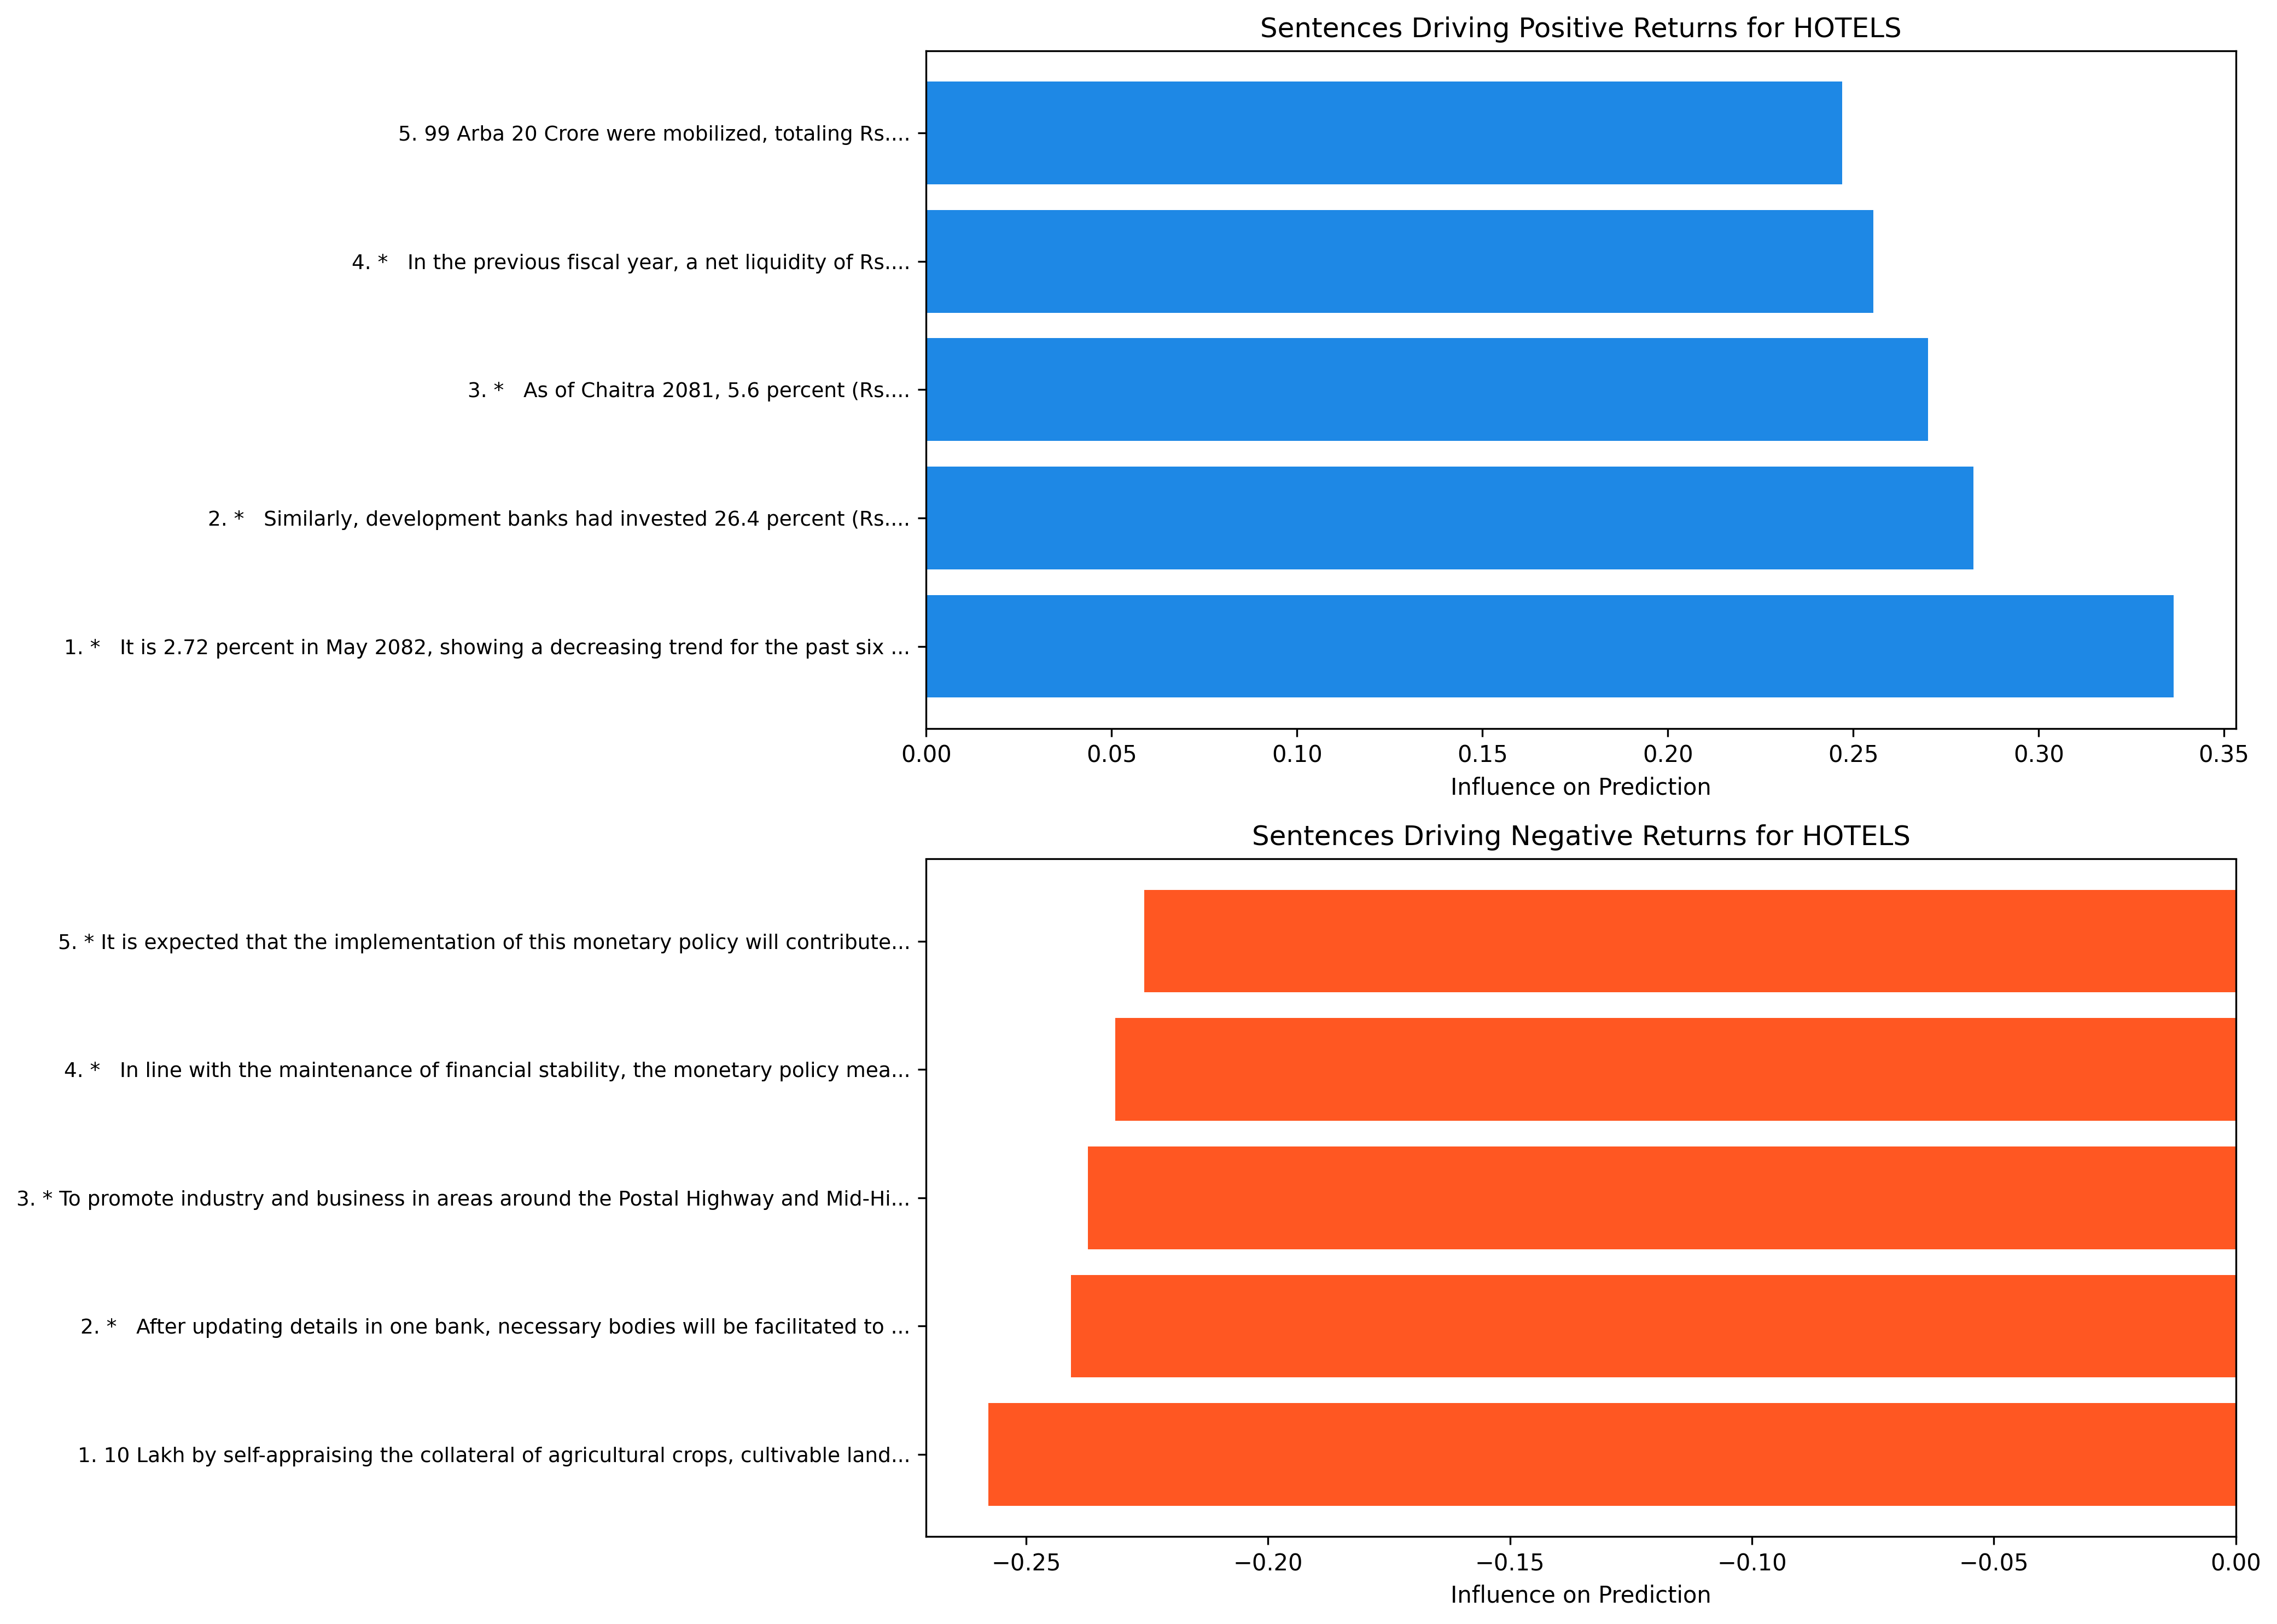 Sentences Driving Positive Returns for HOTELS
5. 99 Arba 20 Crore were mobilized, totaling Rs....
4. *   In the previous fiscal year, a net liquidity of Rs....
3. *   As of Chaitra 2081, 5.6 percent (Rs....
2. *   Similarly, development banks had invested 26.4 percent (Rs....
1. *   It is 2.72 percent in May 2082, showing a decreasing trend for the past six ...
0.00 0.05 0.10 0.15 0.20 0.25 0.30 0.35
Influence on Prediction
Sentences Driving Negative Returns for HOTELS
5. * It is expected that the implementation of this monetary policy will contribute...
4. *   In line with the maintenance of financial stability, the monetary policy mea...
3. * To promote industry and business in areas around the Postal Highway and Mid-Hi...
2. *   After updating details in one bank, necessary bodies will be facilitated to ...
1. 10 Lakh by self-appraising the collateral of agricultural crops, cultivable land...
−0.25 −0.20 −0.15 −0.10 −0.05 0.00
Influence on Prediction